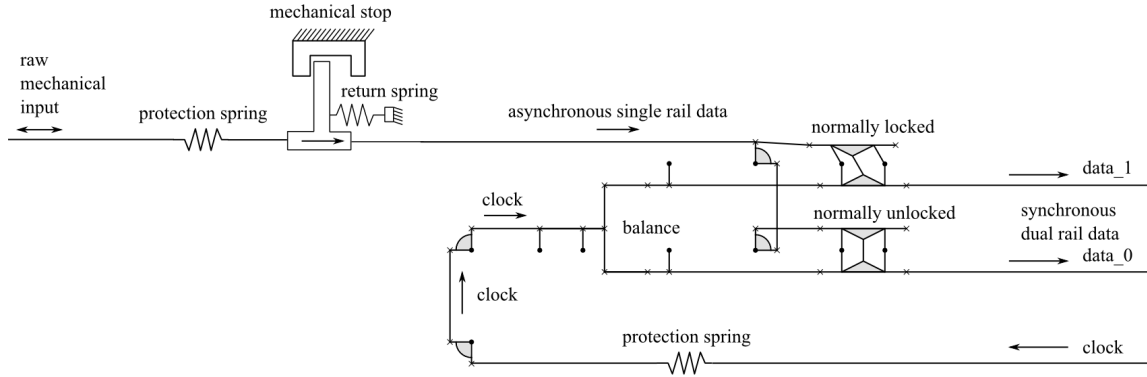 mechanical stop
raw
mechanical
input
protection spring
return spring
asynchronous single rail data
normally locked
data_1
clock
balance
normally unlocked
synchronous
dual rail data
data_0
clock
protection spring
clock